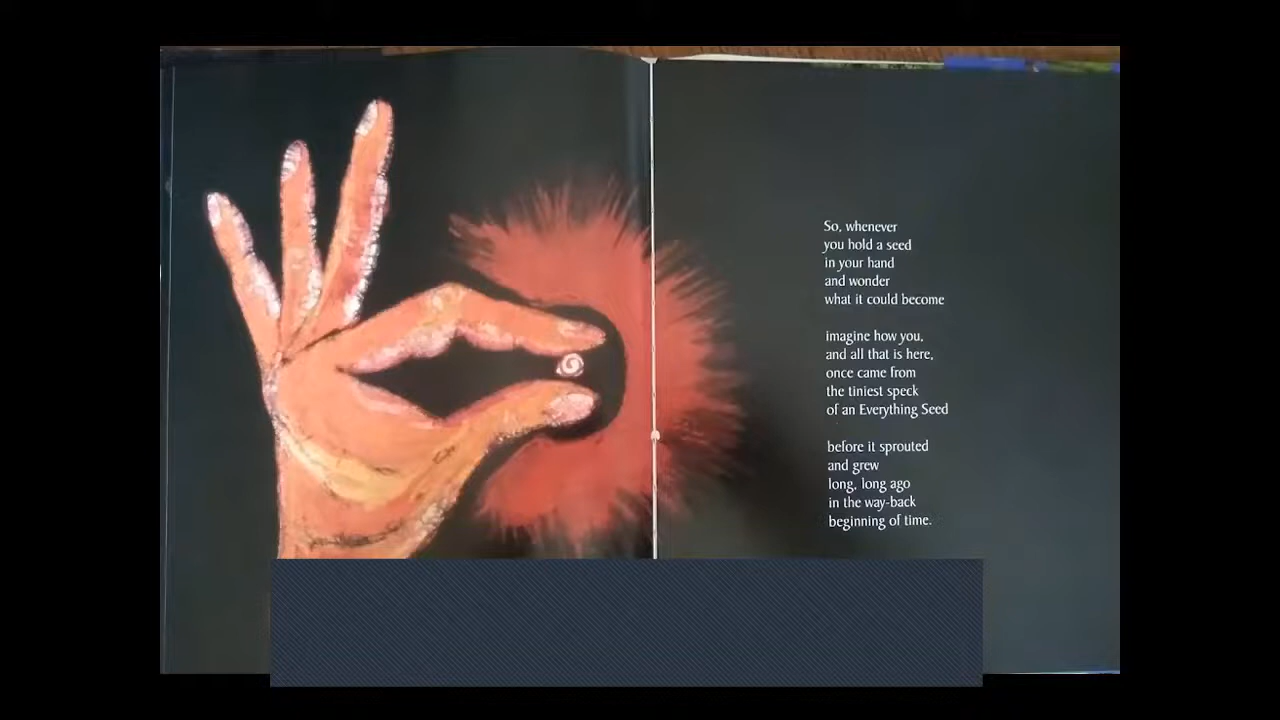 So, whenever
you hold a seed
in your hand
and wonder
what it could become
imagine how you,
and all that is here,
once came from
the tiniest speck
of an Everything Seed
before it sprouted
and grew
long, long ago
in the way-back
beginning of time.